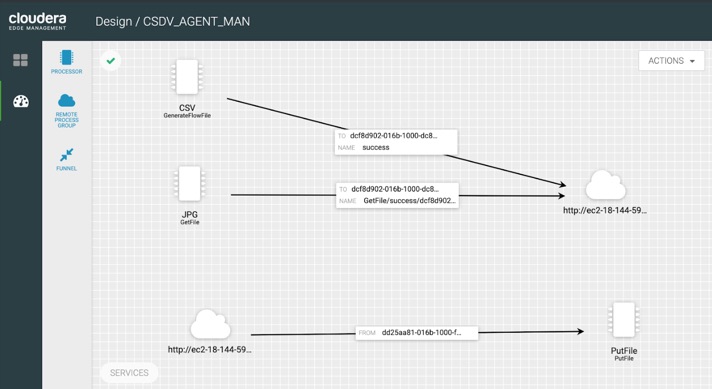 cloudera
EDGE MANAGEMENT
Design / CSDV_AGENT_MAN
PROCESSOR
REMOTE
PROCESS
GROUP
FUNNEL
ACTIONS
CSV
GenerateFlowFile
TO dcf8d902-016b-1000-dc8...
NAME success
JPG
GetFile
TO dcf8d902-016b-1000-dc8...
NAME GetFile/success/dcf8d902...
http://ec2-18-144-59...
http://ec2-18-144-59...
FROM dd25aa81-016b-1000-f...
PutFile
PutFile
SERVICES